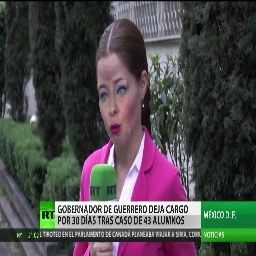 RT
RT
GOBERNADOR DE GUERRERO DEJA CARGO
POR 30 DÍAS TRAS CASO DE 43 ALUMNOS
MÉXICO D.F.
TIROTEO EN EL PARLAMENTO DE CANADÁ PLANEABA VIAJAR A SIRIA. COMU
NOTICIAS